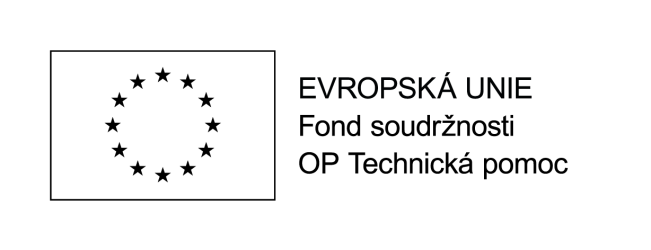 EVROPSKÁ UNIE
Fond soudržnosti
OP Technická pomoc